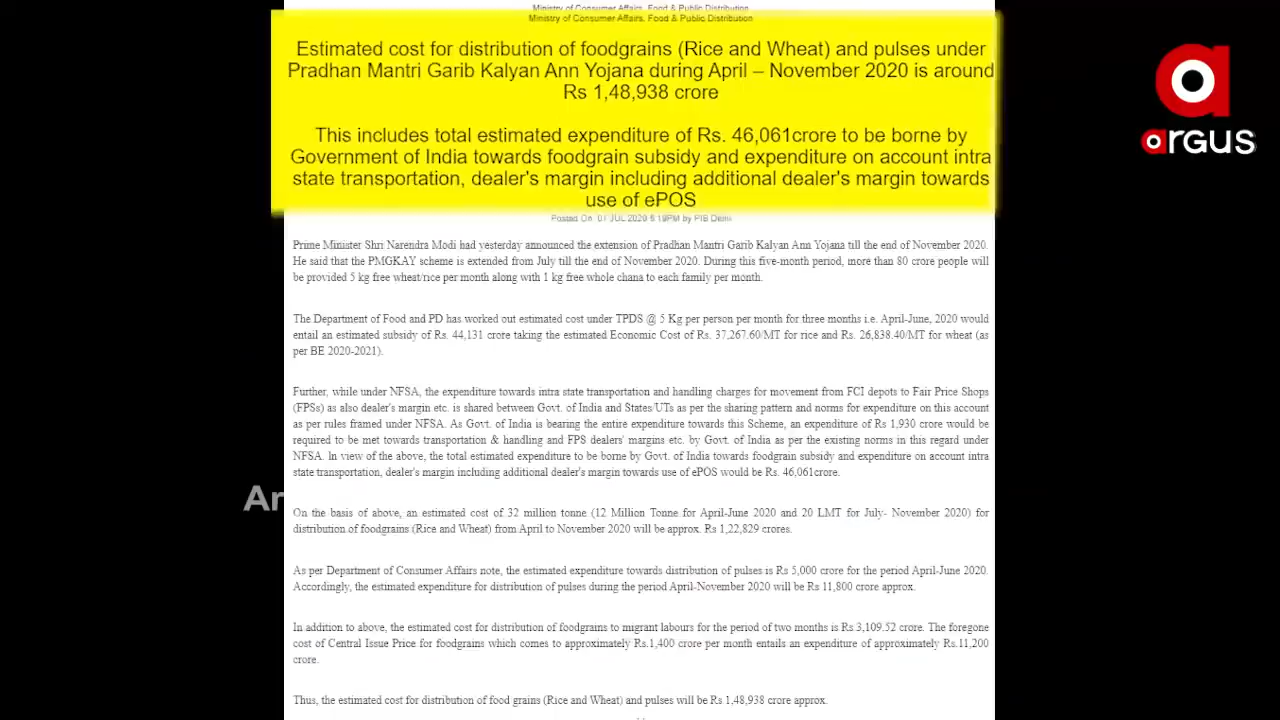 Ministry of Consumer Affairs, Food & Public Distribution
Ministry of Consumer Affairs, Food & Public Distribution
Estimated cost for distribution of foodgrains (Rice and Wheat) and pulses under
Pradhan Mantri Garib Kalyan Ann Yojana during April – November 2020 is around
Rs 1,48,938 crore
This includes total estimated expenditure of Rs. 46,061crore to be borne by
Government of India towards foodgrain subsidy and expenditure on account intra
state transportation, dealer's margin including additional dealer's margin towards
use of ePOS
Posted On: 01 JUL 2020 6:19PM by PIB Delhi
Prime Minister Shri Narendra Modi had yesterday announced the extension of Pradhan Mantri Garib Kalyan Ann Yojana till the end of November 2020.
He said that the PMGKAY scheme is extended from July till the end of November 2020. During this five-month period, more than 80 crore people will
be provided 5 kg free wheat/rice per month along with 1 kg free whole chana to each family per month.
The Department of Food and PD has worked out estimated cost under TPDS @ 5 Kg per person per month for three months i.e. April-June, 2020 would
entail an estimated subsidy of Rs. 44,131 crore taking the estimated Economic Cost of Rs. 37,267.60/MT for rice and Rs. 26,838.40/MT for wheat (as
per BE 2020-2021).
Further, while under NFSA, the expenditure towards intra state transportation and handling charges for movement from FCI depots to Fair Price Shops
(FPSs) as also dealer's margin etc. is shared between Govt. of India and States/UTs as per the sharing pattern and norms for expenditure on this account
as per rules framed under NFSA. As Govt. of India is bearing the entire expenditure towards this Scheme, an expenditure of Rs 1,930 crore would be
required to be met towards transportation & handling and FPS dealers' margins etc. by Govt. of India as per the existing norms in this regard under
NFSA. In view of the above, the total estimated expenditure to be borne by Govt. of India towards foodgrain subsidy and expenditure on account intra
state transportation, dealer's margin including additional dealer's margin towards use of ePOS would be Rs. 46,061crore.
On the basis of above, an estimated cost of 32 million tonne (12 Million Tonne for April-June 2020 and 20 LMT for July- November 2020) for
distribution of foodgrains (Rice and Wheat) from April to November 2020 will be approx. Rs 1,22,829 crores.
As per Department of Consumer Affairs note, the estimated expenditure towards distribution of pulses is Rs 5,000 crore for the period April-June 2020.
Accordingly, the estimated expenditure for distribution of pulses during the period April-November 2020 will be Rs 11,800 crore approx.
In addition to above, the estimated cost for distribution of foodgrains to migrant labours for the period of two months is Rs 3,109.52 crore. The foregone
cost of Central Issue Price for foodgrains which comes to approximately Rs.1,400 crore per month entails an expenditure of approximately Rs.11,200
crore.
Thus, the estimated cost for distribution of food grains (Rice and Wheat) and pulses will be Rs 1,48,938 crore approx.
Ar
argus